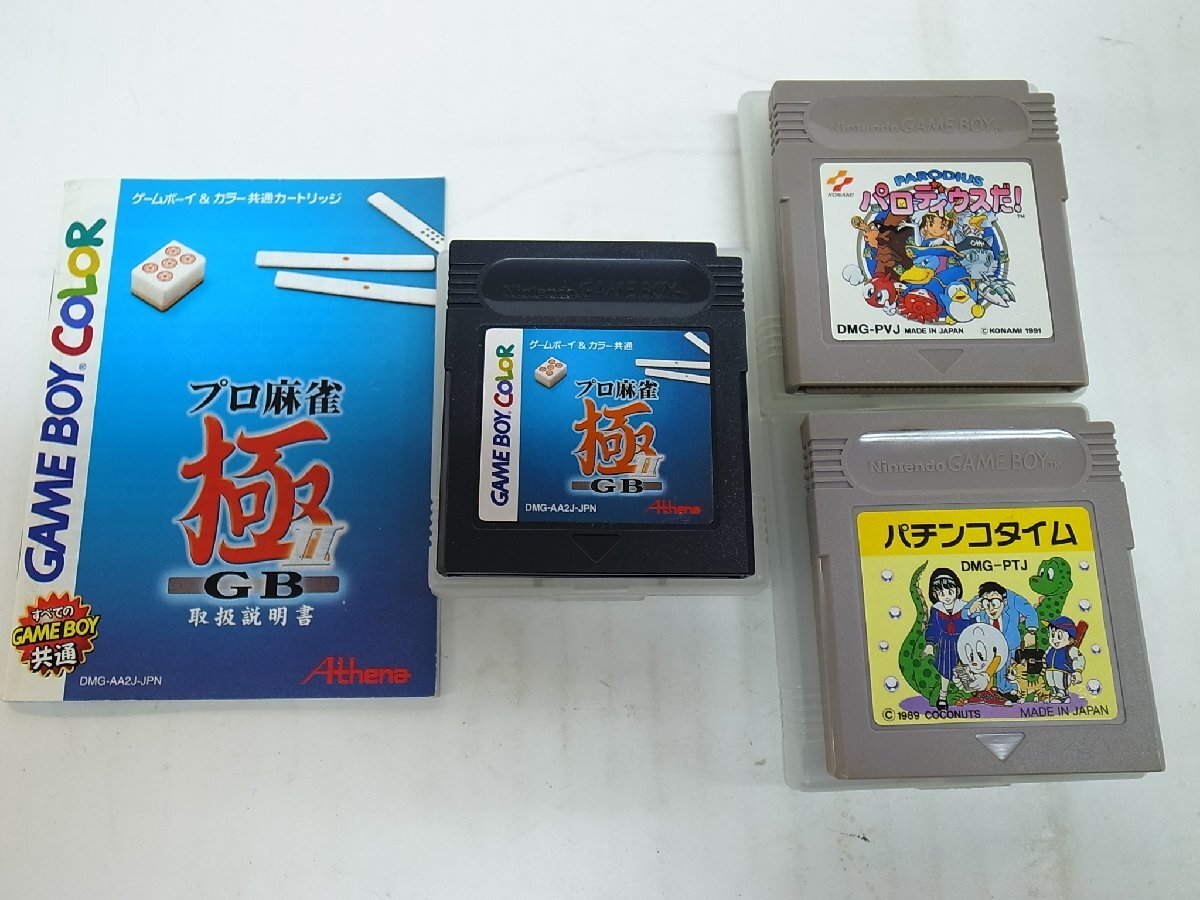 ゲームボーイ & カラー共通カートリッジ
GAME BOY COLOR
プロ麻雀
極
II
GB
取扱説明書
すべての
GAME BOY
共通
DMG-AA2J-JPN
Athena
Nintendo GAME BOY™
GAME BOY COLOR
ゲームボーイ & カラー共通
プロ麻雀
極
II
GB
DMG-AA2J-JPN
Athena
Nintendo GAME BOY™
KONAMI
PARODIUS
パロディウスだ!™
DMG-PVJ MADE IN JAPAN © KONAMI 1991
Nintendo GAME BOY™
パチンコタイム
DMG-PTJ
© 1989 COCONUTS MADE IN JAPAN